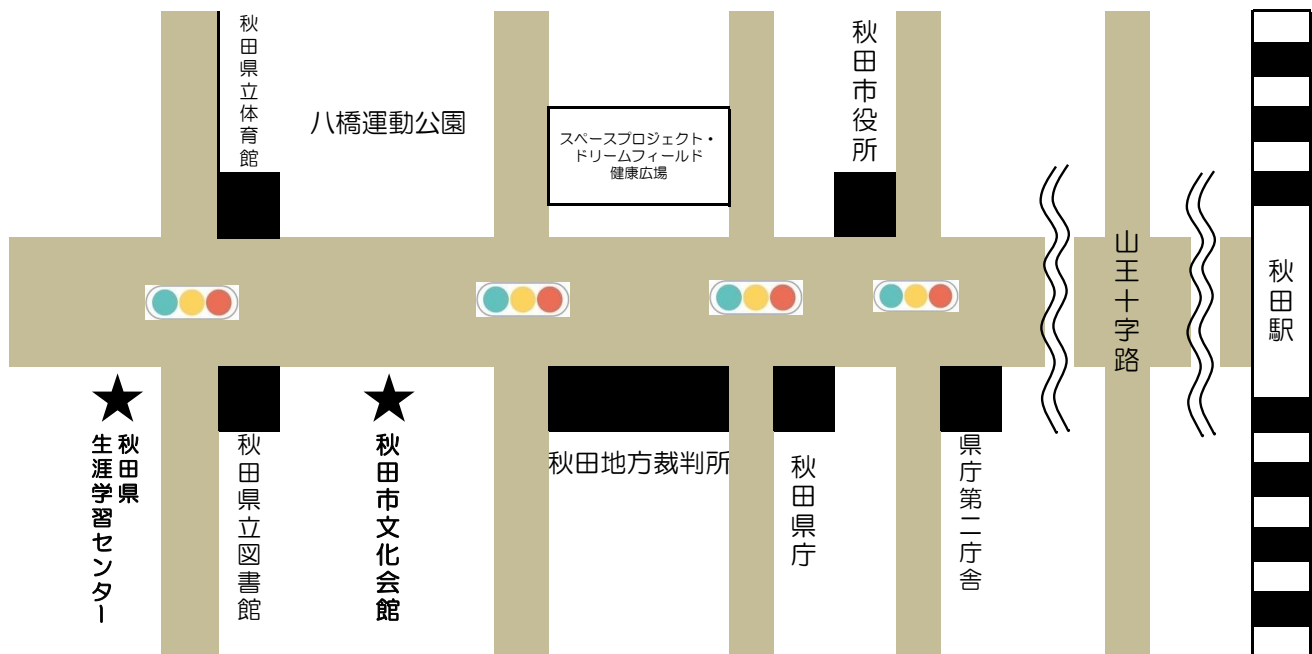 秋田県立体育館
八橋運動公園
スペースプロジェクト・
ドリームフィールド
健康広場
秋田市役所
山王十字路
秋田駅
秋田県
生涯学習センター
秋田県立図書館
秋田市文化会館
秋田地方裁判所
秋田県庁
県庁第二庁舎